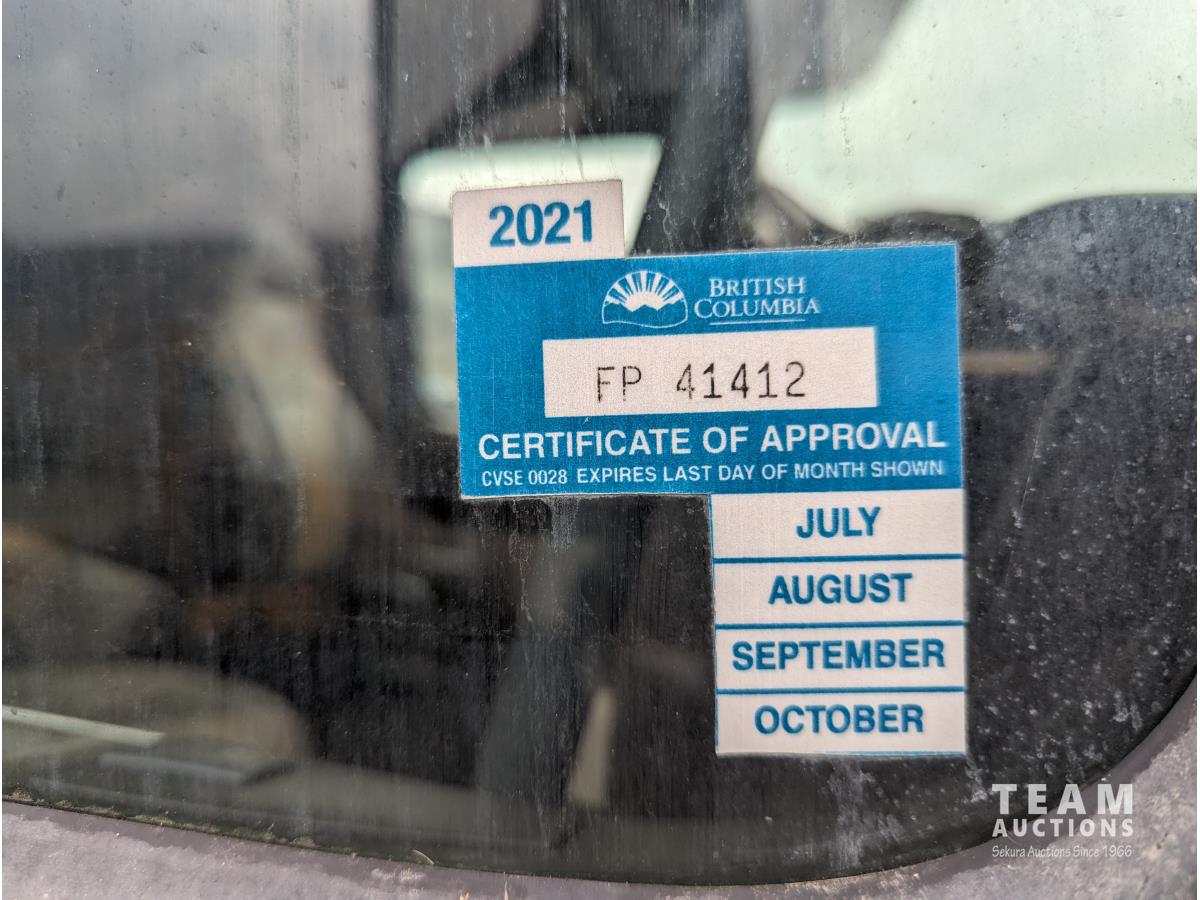 2021
BRITISH
COLUMBIA
FP 41412
CERTIFICATE OF APPROVAL
CVSE 0028 EXPIRES LAST DAY OF MONTH SHOWN
JULY
AUGUST
SEPTEMBER
OCTOBER
TEAM
AUCTIONS
Sekura Auctions Since 1966